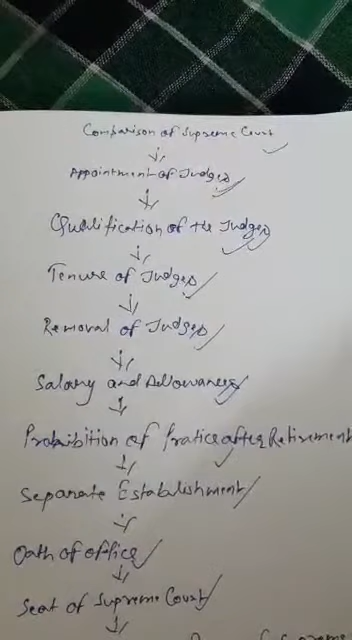 Comparison of Supreme Court
Appointment of Judges
Qualification of the Judges
Tenure of Judges
Removal of Judges
Salary and Allowances
Prohibition of Pratice after Retirement
Separate Establishment
Oath of office
Seat of Supreme Court